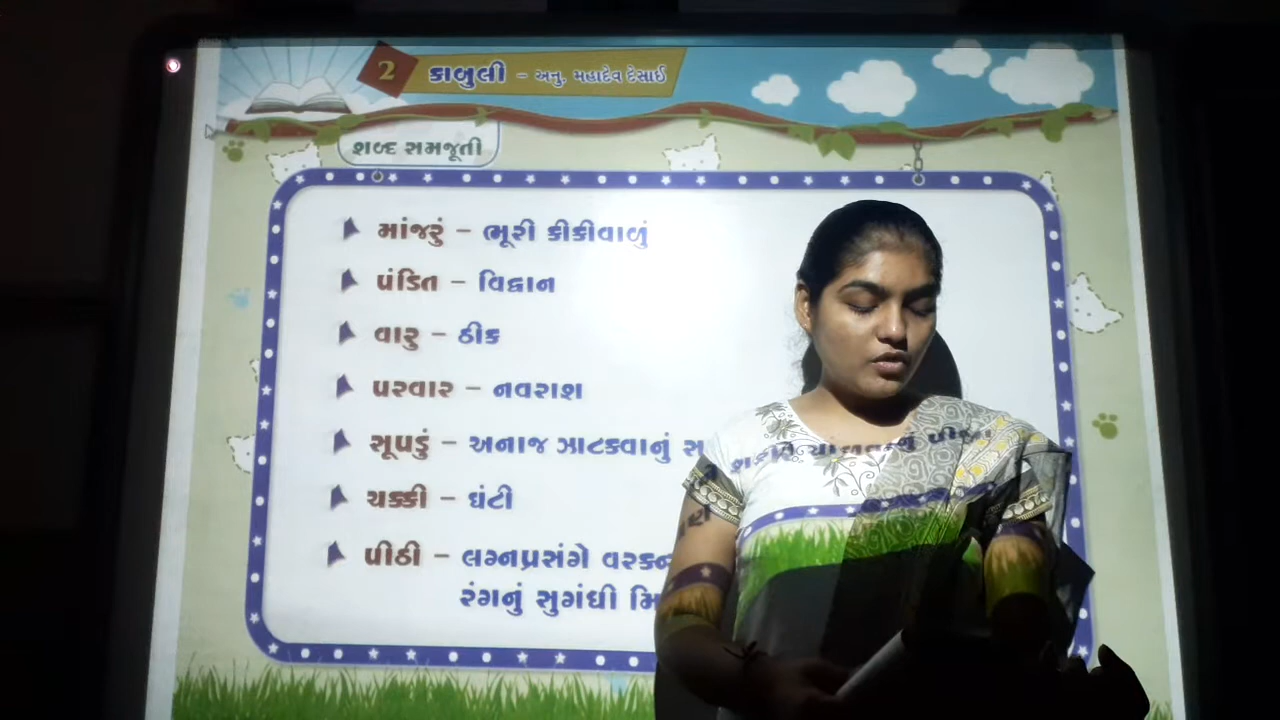 2 કાબુલી – અનુ. મહાદેવ દેસાઈ
શબ્દ સમજૂતી
માંજરું – ભૂરી કીકીવાળું
પંડિત – વિદ્વાન
વારુ – ઠીક
પરવાર – નવરાશ
સૂપડું – અનાજ ઝાટકવાનું
ચક્કી – ઘંટી
પીઠી – લગ્નપ્રસંગે
રંગનું સુગંધી